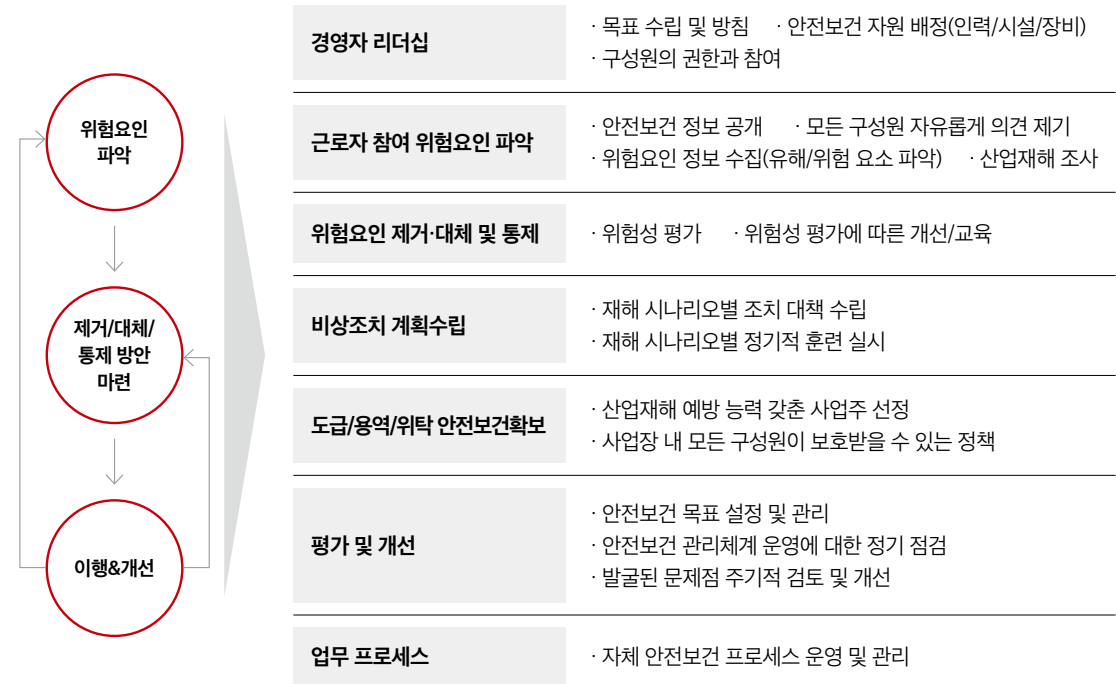 위험요인
파악
제거/대체/
통제 방안
마련
이행&개선
경영자 리더십
· 목표 수립 및 방침 · 안전보건 자원 배정(인력/시설/장비)
· 구성원의 권한과 참여
근로자 참여 위험요인 파악
· 안전보건 정보 공개 · 모든 구성원 자유롭게 의견 제기
· 위험요인 정보 수집(유해/위험 요소 파악) · 산업재해 조사
위험요인 제거·대체 및 통제
· 위험성 평가 · 위험성 평가에 따른 개선/교육
비상조치 계획수립
· 재해 시나리오별 조치 대책 수립
· 재해 시나리오별 정기적 훈련 실시
도급/용역/위탁 안전보건확보
· 산업재해 예방 능력 갖춘 사업주 선정
· 사업장 내 모든 구성원이 보호받을 수 있는 정책
평가 및 개선
· 안전보건 목표 설정 및 관리
· 안전보건 관리체계 운영에 대한 정기 점검
· 발굴된 문제점 주기적 검토 및 개선
업무 프로세스
· 자체 안전보건 프로세스 운영 및 관리